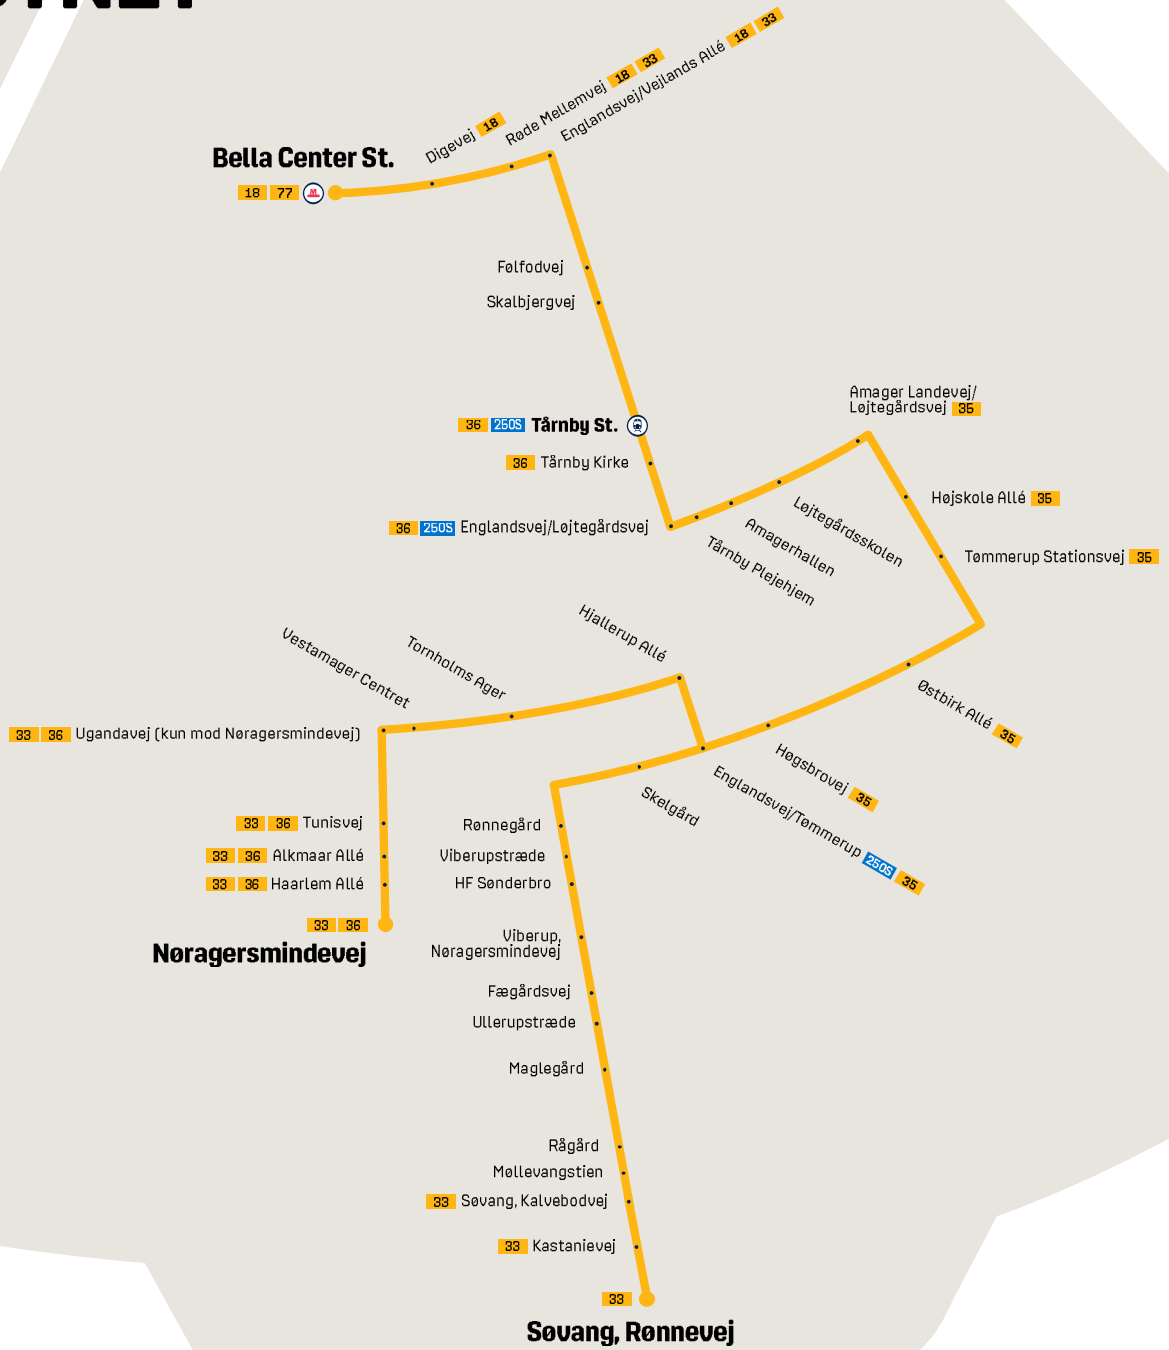 Englandsvej/Vejlands Allé 18 33
Røde Mellemvej 18 33
Digevej 18
Bella Center St.
18 77 M
Følfodvej
Skalbjergvej
36 250S Tårnby St.
36 Tårnby Kirke
36 250S Englandsvej/Løjtegårdsvej
Amager Landevej/
Løjtegårdsvej 35
Højskole Allé 35
Tømmerup Stationsvej 35
Løjtegårdsskolen
Amagerhallen
Tårnby Plejehjem
Hjallerup Allé
Tornholms Ager
Vestamager Centret
Østbirk Allé 35
Høgsbrovej 35
Englandsvej/Tømmerup 250S 35
Skelgård
33 36 Ugandavej (kun mod Nøragersmindevej)
33 36 Tunisvej
33 36 Alkmaar Allé
33 36 Haarlem Allé
33 36
Nøragersmindevej
Rønnegård
Viberupstræde
HF Sønderbro
Viberup,
Nøragersmindevej
Fægårdsvej
Ullerupstræde
Maglegård
Rågård
Møllevangstien
33 Søvang, Kalvebodvej
33 Kastanievej
33
Søvang, Rønnevej